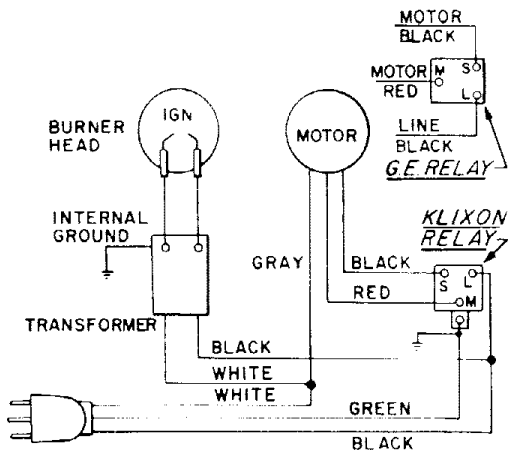 MOTOR
BLACK
MOTOR
RED
M
S
L
LINE
BLACK
G.E. RELAY
IGN
BURNER
HEAD
MOTOR
INTERNAL
GROUND
KLIXON
RELAY
GRAY
BLACK
S
L
RED
M
TRANSFORMER
BLACK
WHITE
WHITE
GREEN
BLACK